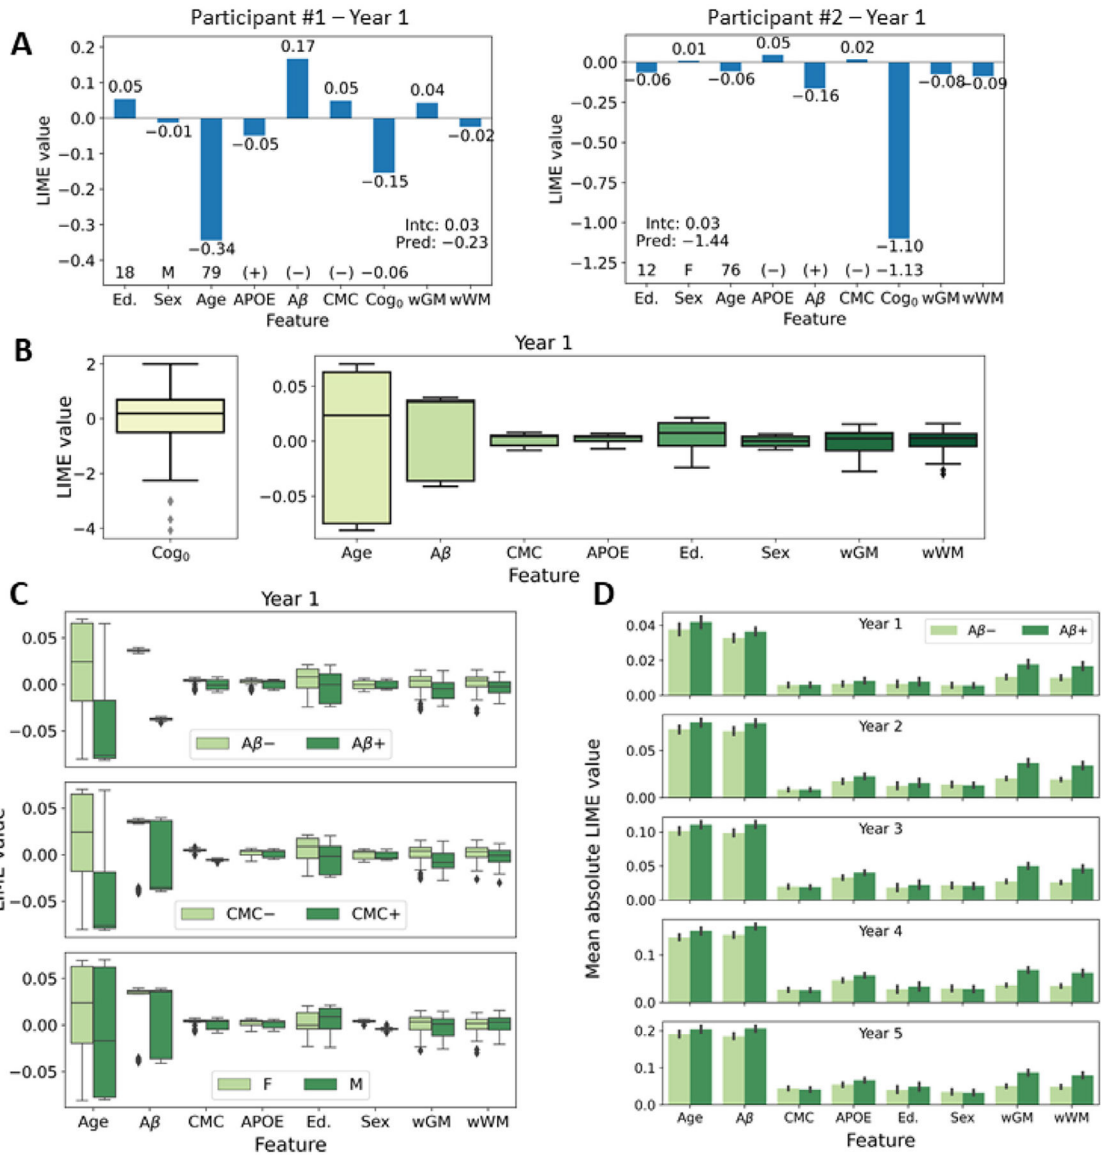 A
Participant #1 – Year 1
LIME value
0.2
0.1
0.0
−0.1
−0.2
−0.3
−0.4
0.05
−0.01
−0.34
−0.05
0.17
0.05
−0.15
0.04
−0.02
Intc: 0.03
Pred: −0.23
18 M 79 (+) (−) (−) −0.06
Ed. Sex Age APOE Aβ CMC Cog₀ wGM wWM
Feature
Participant #2 – Year 1
LIME value
0.00
−0.25
−0.50
−0.75
−1.00
−1.25
−0.06
0.01
−0.06
0.05
−0.16
0.02
−1.10
−0.08
−0.09
Intc: 0.03
Pred: −1.44
12 F 76 (−) (+) (−) −1.13
Ed. Sex Age APOE Aβ CMC Cog₀ wGM wWM
Feature
B
Year 1
LIME value
2
0
−2
−4
Cog₀
0.05
0.00
−0.05
Age Aβ CMC APOE Ed. Sex wGM wWM
Feature
C
Year 1
LIME value
0.05
0.00
−0.05
Aβ− Aβ+
0.05
0.00
−0.05
CMC− CMC+
0.05
0.00
−0.05
F M
Age Aβ CMC APOE Ed. Sex wGM wWM
Feature
D
Mean absolute LIME value
Year 1
Aβ− Aβ+
0.04
0.02
0.00
Year 2
0.05
0.00
Year 3
0.10
0.05
0.00
Year 4
0.1
0.0
Year 5
0.2
0.1
0.0
Age Aβ CMC APOE Ed. Sex wGM wWM
Feature